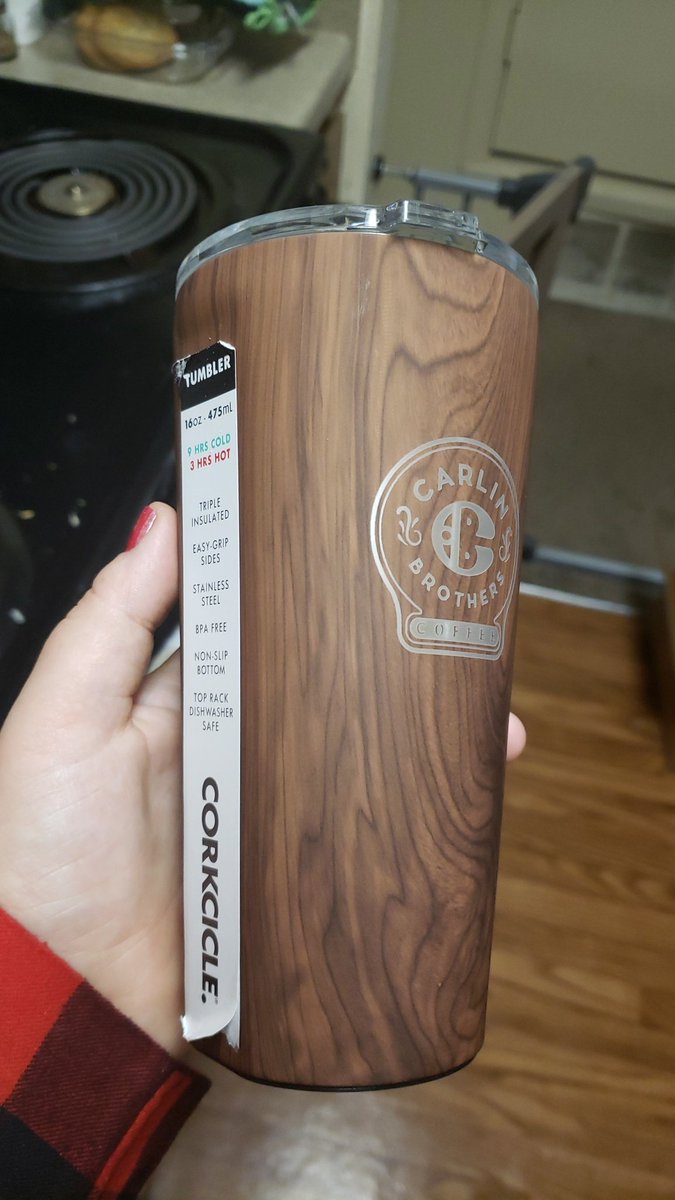 TUMBLER
16oz · 475mL
9 HRS COLD
3 HRS HOT
TRIPLE
INSULATED
EASY-GRIP
SIDES
STAINLESS
STEEL
BPA FREE
NON-SLIP
BOTTOM
TOP RACK
DISHWASHER
SAFE
CORKCICLE.
CARLIN
C
BROTHERS
COFFEE